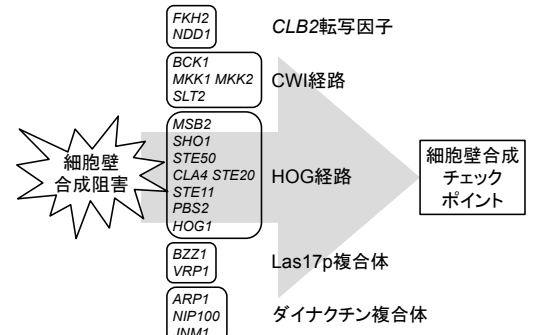 FKH2
NDD1
CLB2転写因子
BCK1
MKK1 MKK2
SLT2
CWI経路
細胞壁
合成阻害
MSB2
SHO1
STE50
CLA4 STE20
STE11
PBS2
HOG1
HOG経路
細胞壁合成
チェック
ポイント
BZZ1
VRP1
Las17p複合体
ARP1
NIP100
JNM1
ダイナクチン複合体